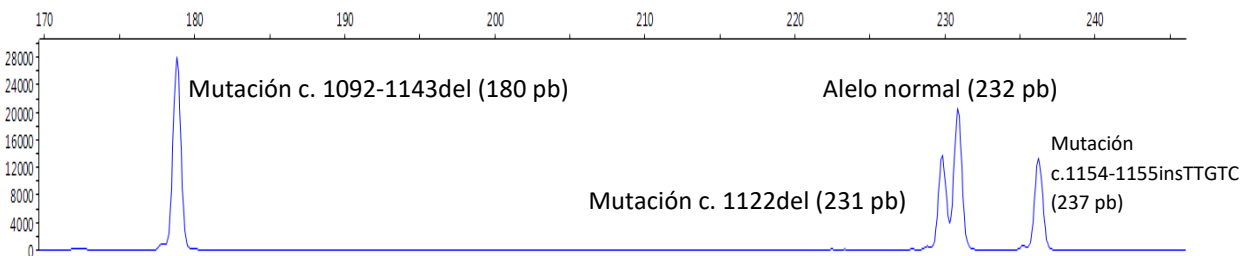 170 180 190 200 210 220 230 240
28000
24000
20000
16000
12000
8000
4000
0
Mutación c. 1092-1143del (180 pb)
Alelo normal (232 pb)
Mutación
c.1154-1155insTTGTC
(237 pb)
Mutación c. 1122del (231 pb)